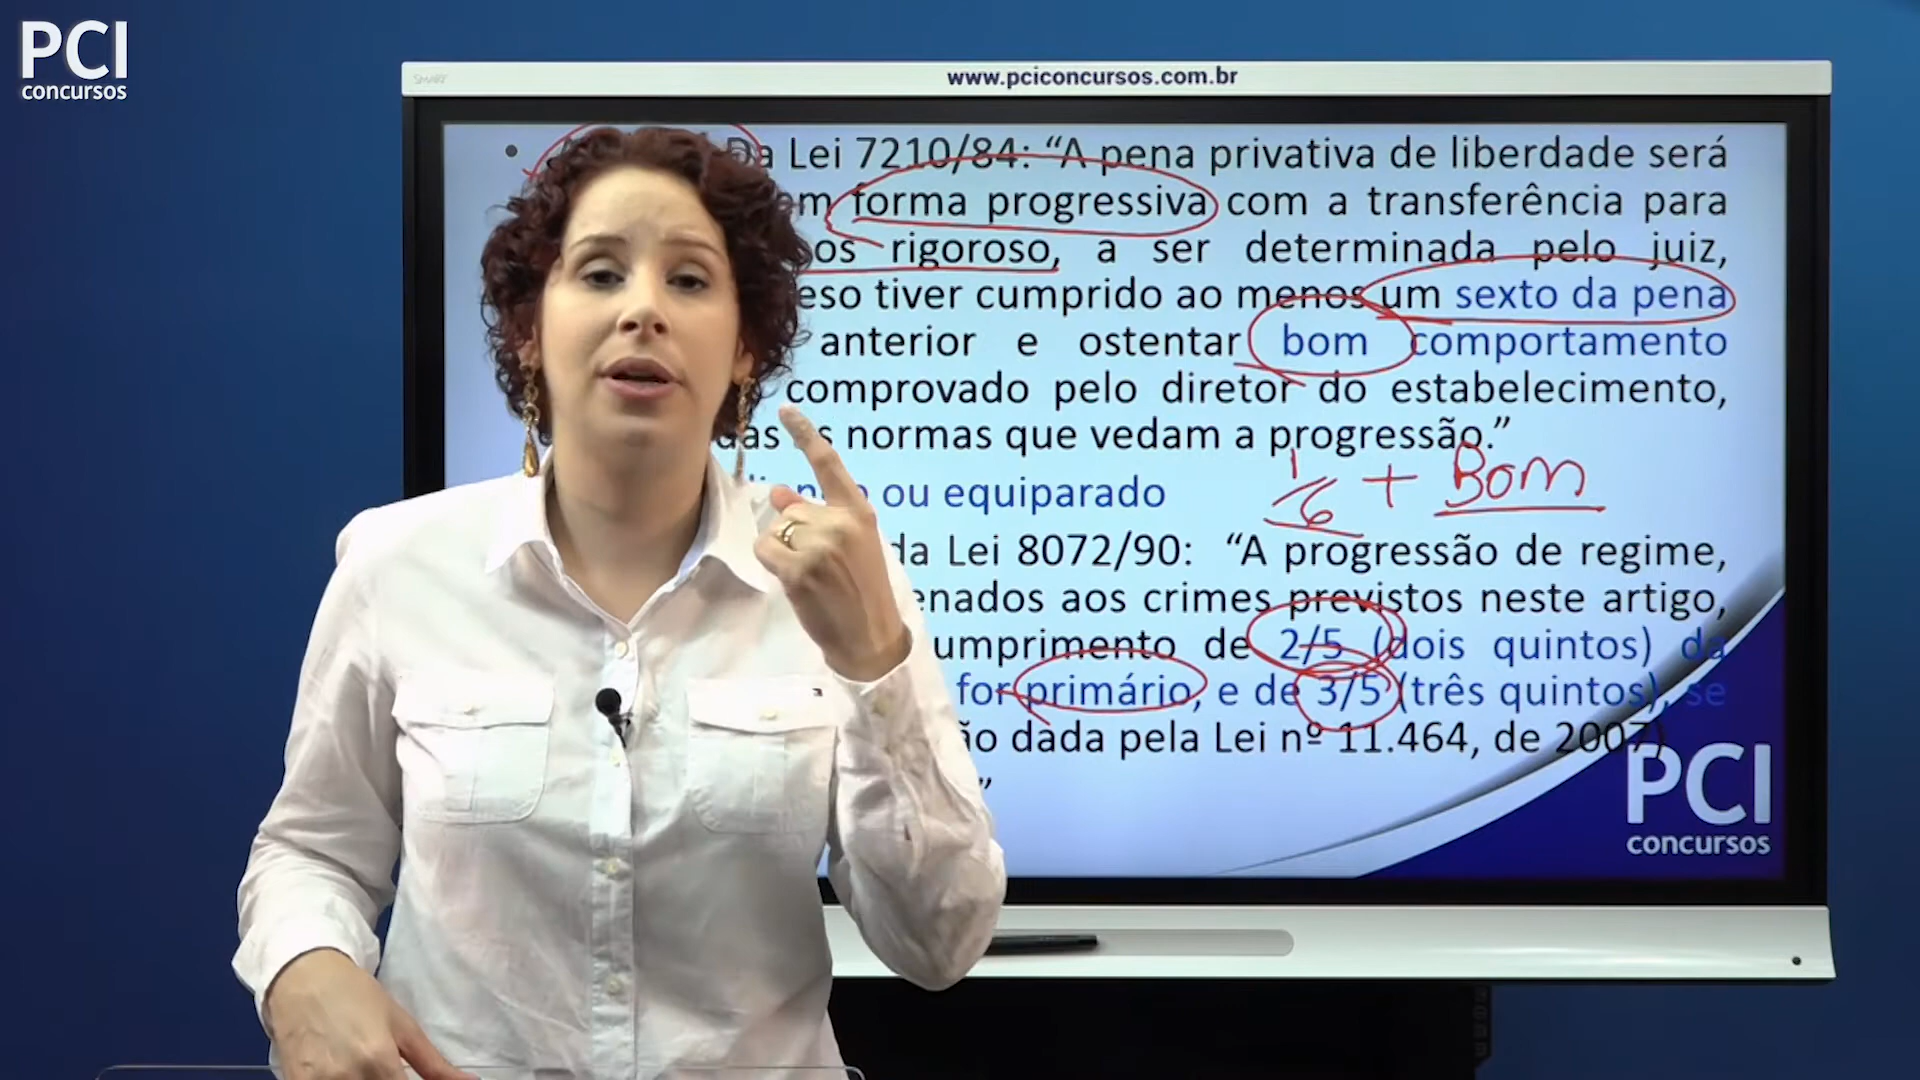 PCI
concursos
SMART
www.pciconcursos.com.br
• Da Lei 7210/84: “A pena privativa de liberdade será
forma progressiva com a transferência para
rigoroso, a ser determinada pelo juiz,
tiver cumprido ao menos um sexto da pena
anterior e ostentar bom comportamento
comprovado pelo diretor do estabelecimento,
normas que vedam a progressão.”
1/6 + Bom
ou equiparado
da Lei 8072/90: “A progressão de regime,
aos crimes previstos neste artigo,
de 2/5 (dois quintos) da
for primário, e de 3/5 (três quintos), se
dada pela Lei nº 11.464, de 2007)
”
PCI
concursos